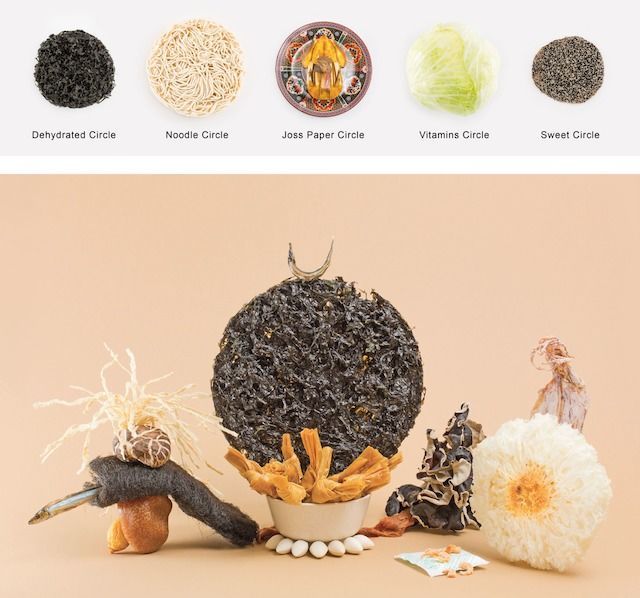 Dehydrated Circle
Noodle Circle
Joss Paper Circle
Vitamins Circle
Sweet Circle